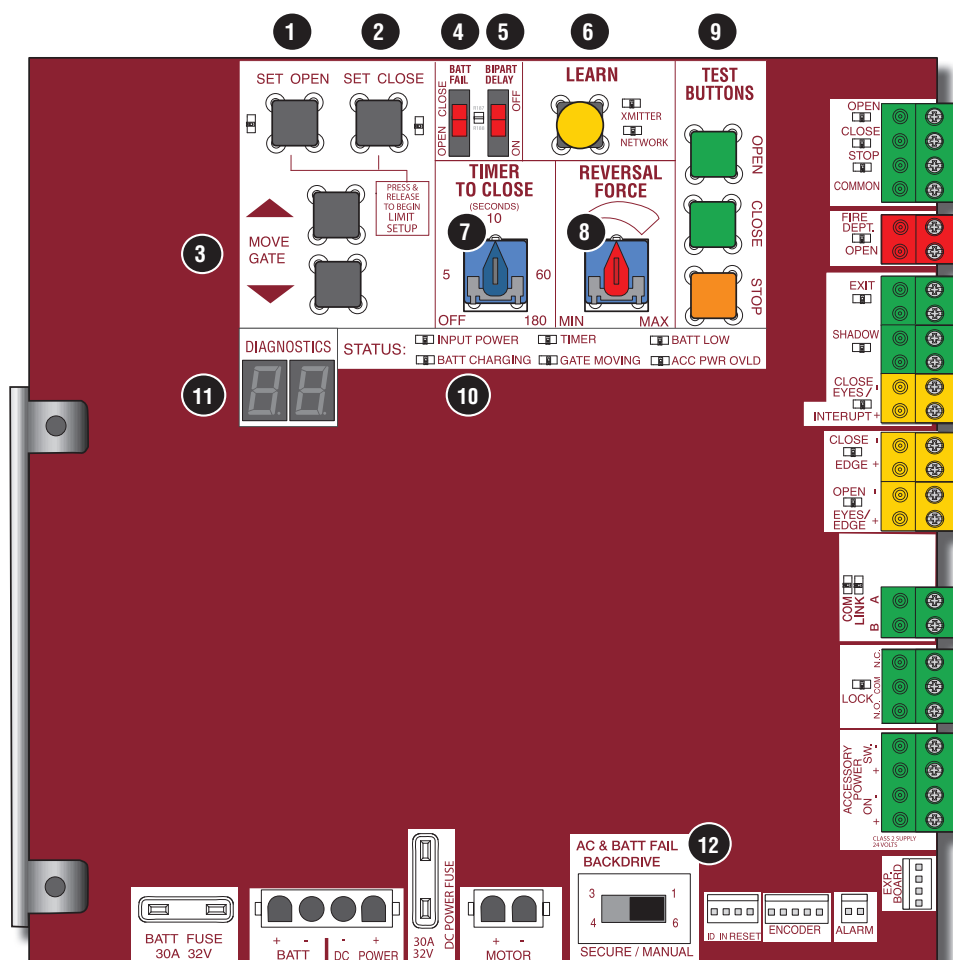 1
2
4
5
6
9
SET OPEN
SET CLOSE
BATT
FAIL
OPEN CLOSE
BIPART
DELAY
ON OFF
LEARN
XMITTER
NETWORK
TEST
BUTTONS
OPEN
CLOSE
STOP
PRESS &
RELEASE
TO BEGIN
LIMIT
SETUP
3
MOVE
GATE
TIMER
TO CLOSE
(SECONDS)
10
7
5
60
OFF
180
REVERSAL
FORCE
8
MIN
MAX
DIAGNOSTICS
11
STATUS:
INPUT POWER
TIMER
BATT LOW
BATT CHARGING
GATE MOVING
ACC PWR OVLD
10
OPEN
CLOSE
STOP
COMMON
FIRE
DEPT.
OPEN
EXIT
SHADOW
CLOSE -
EYES/
INTERUPT +
CLOSE -
EDGE +
OPEN -
EYES/
EDGE +
COM
LINK
B A
LOCK
N.O. COM N.C.
ACCESSORY
POWER
ON SW.
+ - + -
CLASS 2 SUPPLY
24 VOLTS
EXP.
BOARD
12
AC & BATT FAIL
BACKDRIVE
3
1
4
6
SECURE / MANUAL
BATT FUSE
30A 32V
+ -
BATT
- +
DC POWER
DC POWER FUSE
30A
32V
+ -
MOTOR
ID IN RESET
ENCODER
ALARM